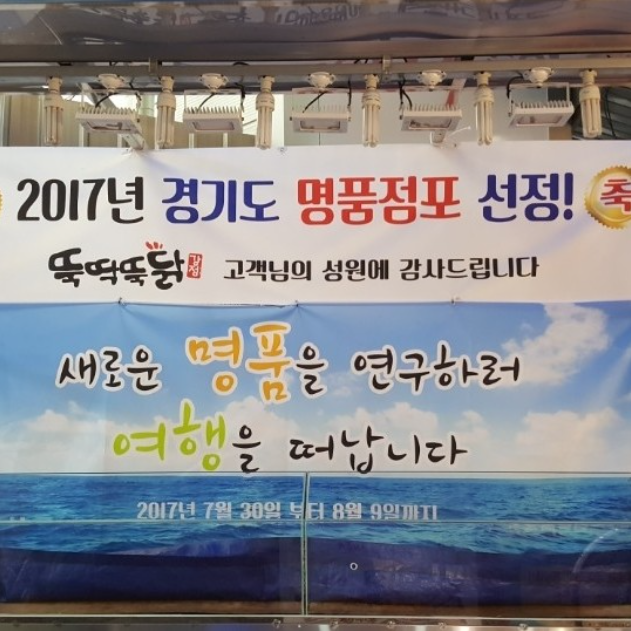 2017년 경기도 명품점포 선정! 축
뚝딱뚝닭 강정 고객님의 성원에 감사드립니다
새로운 명품을 연구하러
여행을 떠납니다
2017년 7월 30일 부터 8월 9일까지